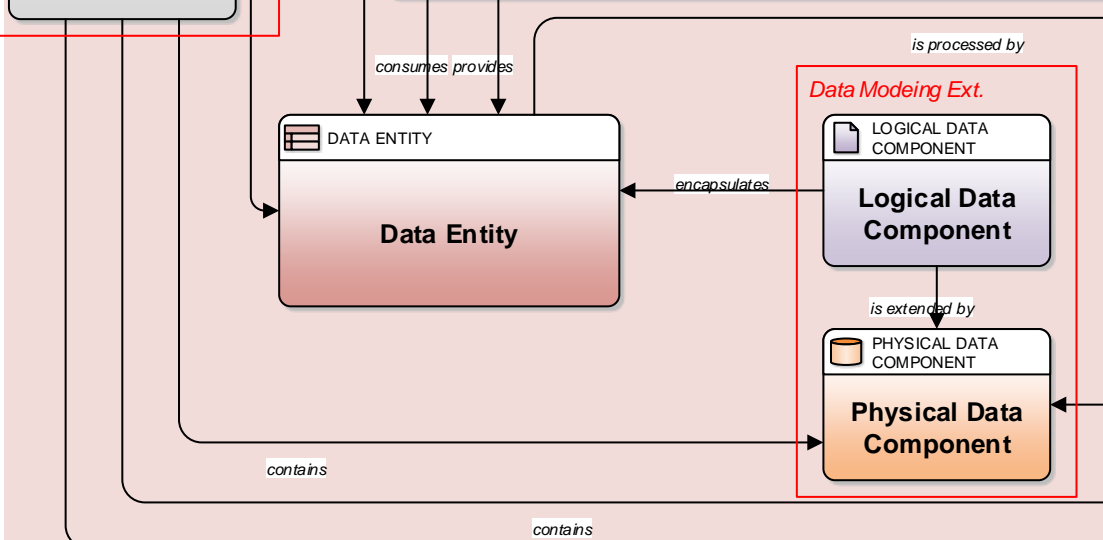 is processed by
consumes provides
Data Modeing Ext.
DATA ENTITY
LOGICAL DATA
COMPONENT
encapsulates
Logical Data
Component
Data Entity
is extended by
PHYSICAL DATA
COMPONENT
Physical Data
Component
contains
contains